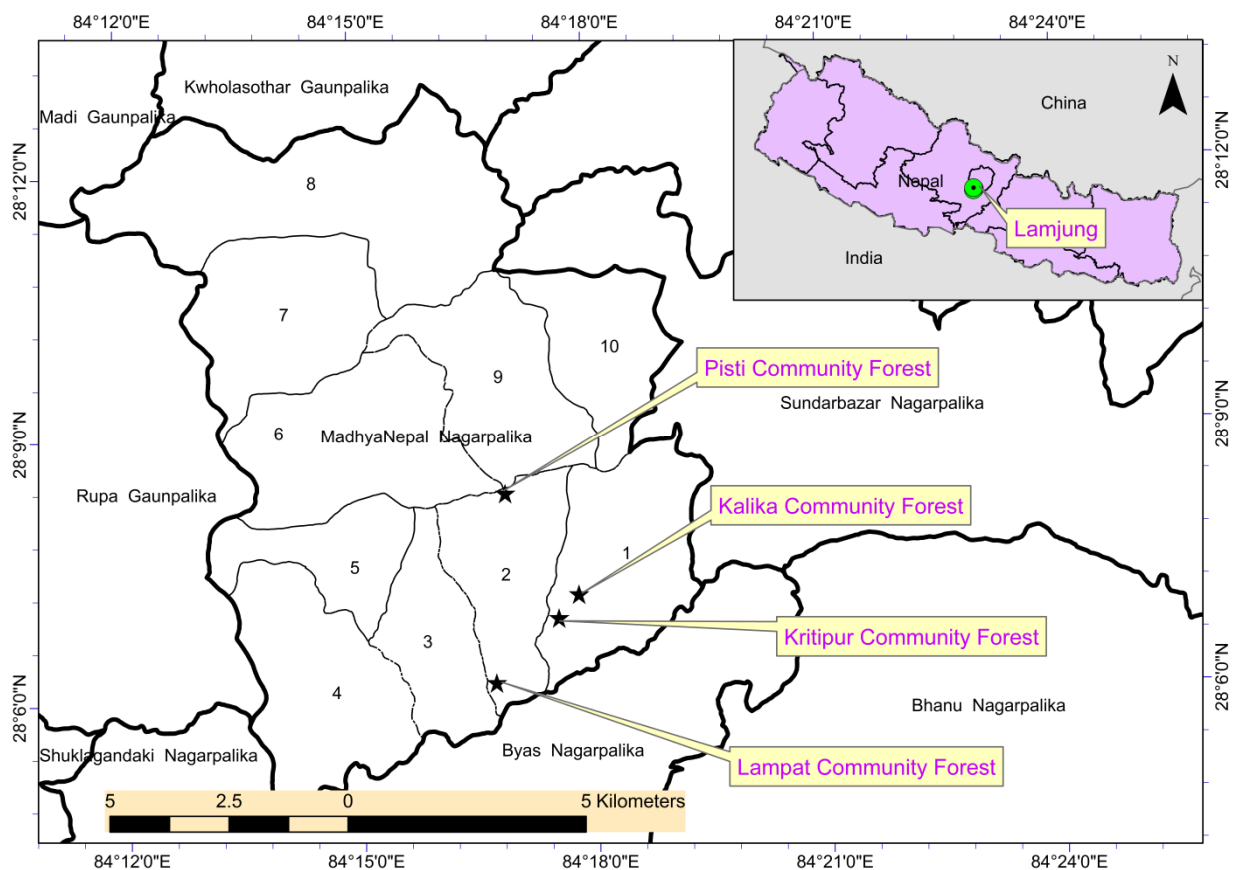 84°12'0"E 84°15'0"E 84°18'0"E 84°21'0"E 84°24'0"E
Kwholasothar Gaunpalika
Madi Gaunpalika
N
China
28°12'0"N
28°12'0"N
8
Nepal
Lamjung
India
7
10
Pisti Community Forest
9
Sundarbazar Nagarpalika
28°9'0"N
28°9'0"N
6
MadhyaNepal Nagarpalika
Rupa Gaunpalika
Kalika Community Forest
1
5
2
Kritipur Community Forest
3
4
28°6'0"N
28°6'0"N
Bhanu Nagarpalika
Shuklagandaki Nagarpalika
Byas Nagarpalika
Lampat Community Forest
5 2.5 0 5 Kilometers
84°12'0"E 84°15'0"E 84°18'0"E 84°21'0"E 84°24'0"E